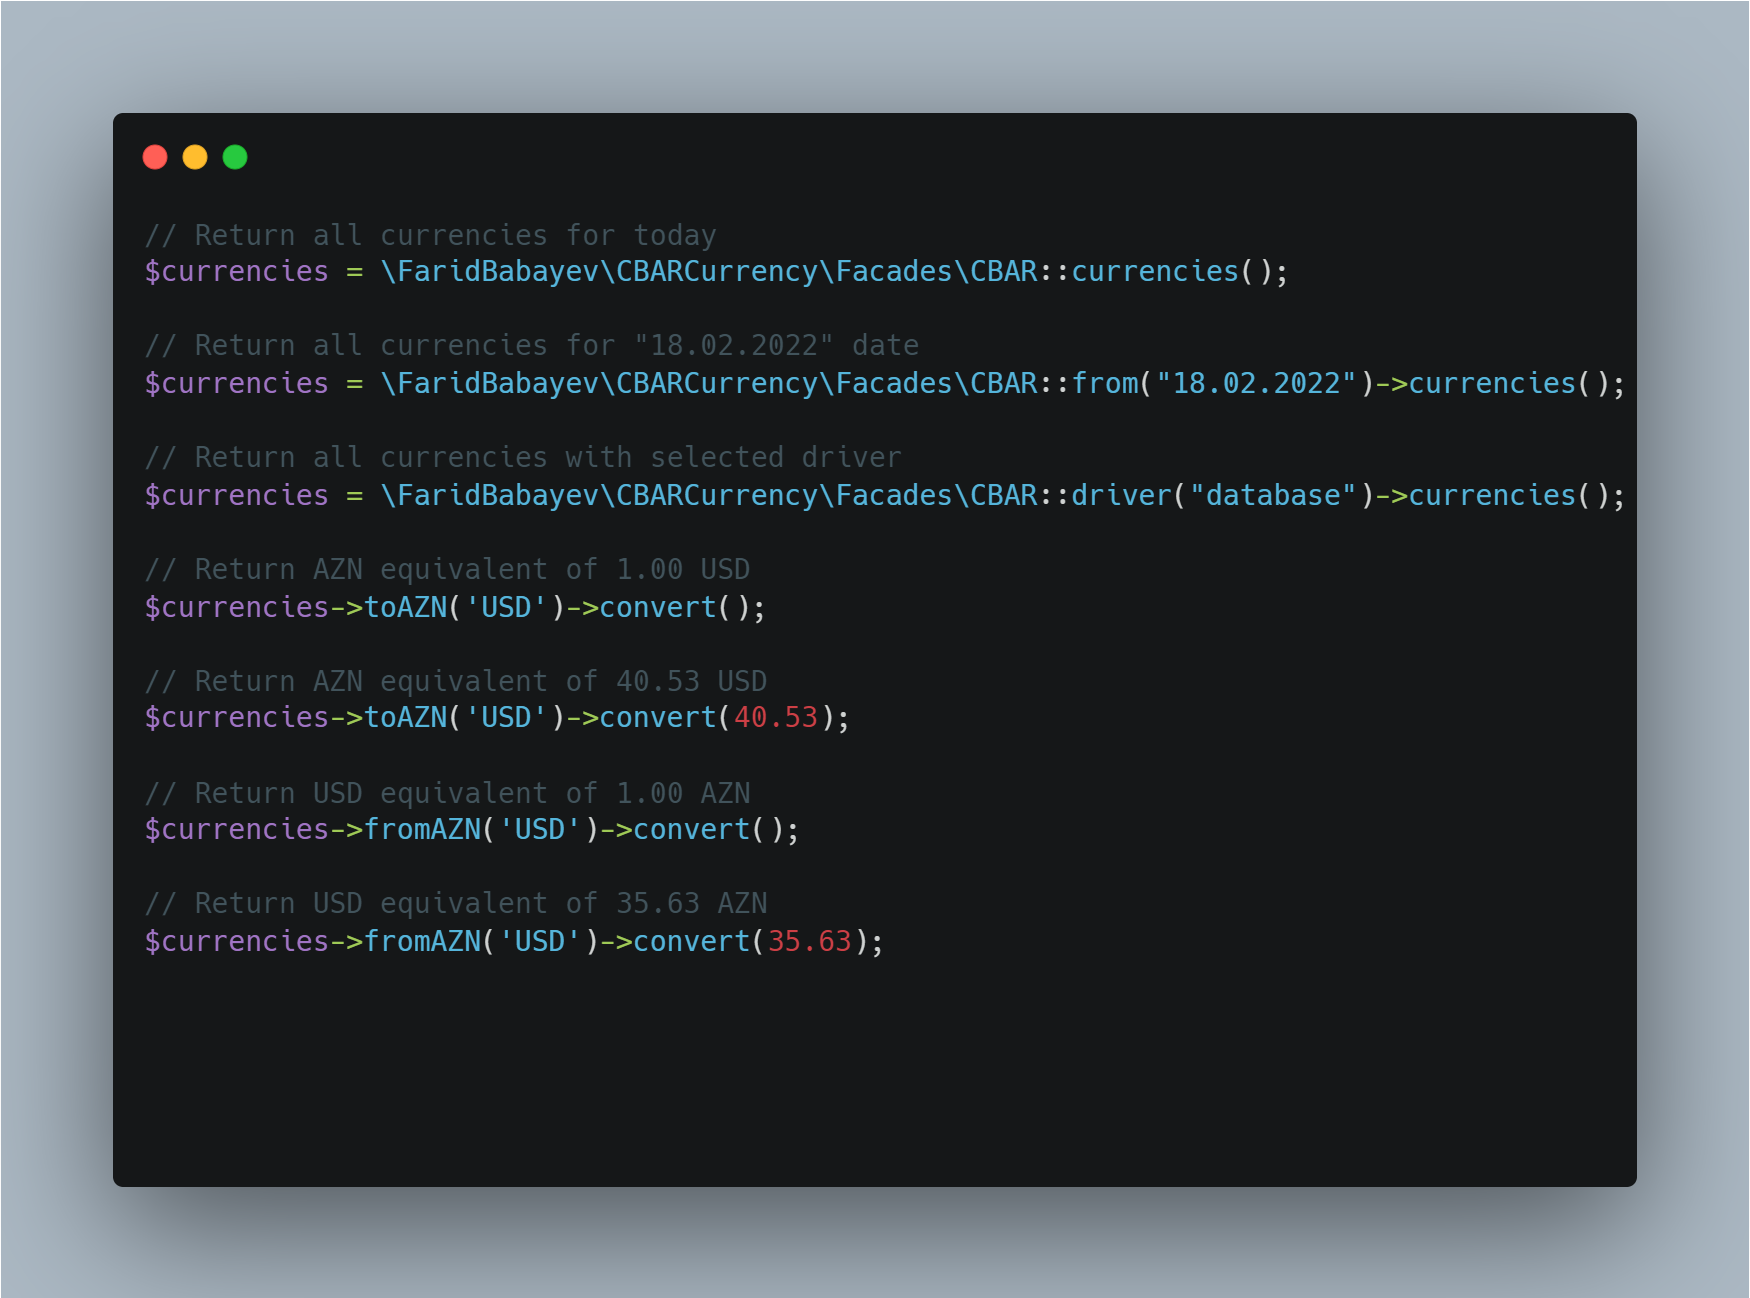 // Return all currencies for today
$currencies = \FaridBabayev\CBARCurrency\Facades\CBAR::currencies();
// Return all currencies for "18.02.2022" date
$currencies = \FaridBabayev\CBARCurrency\Facades\CBAR::from("18.02.2022")->currencies();
// Return all currencies with selected driver
$currencies = \FaridBabayev\CBARCurrency\Facades\CBAR::driver("database")->currencies();
// Return AZN equivalent of 1.00 USD
$currencies->toAZN('USD')->convert();
// Return AZN equivalent of 40.53 USD
$currencies->toAZN('USD')->convert(40.53);
// Return USD equivalent of 1.00 AZN
$currencies->fromAZN('USD')->convert();
// Return USD equivalent of 35.63 AZN
$currencies->fromAZN('USD')->convert(35.63);